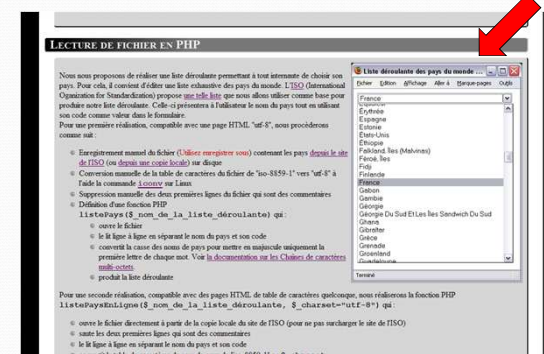 LECTURE DE FICHIER EN PHP
Nous nous proposons de réaliser une liste déroulante permettant à tout internaute de choisir son
pays. Pour cela, il convient d'éditer une liste exhaustive des pays du monde. L'ISO (International
Oganization for Standardization) propose une telle liste que nous allons utiliser comme base pour
produire notre liste déroulante. Celle-ci présentera à l'utilisateur le nom du pays tout en utilisant
son code comme valeur dans le formulaire.
Pour une première réalisation, compatible avec une page HTML "utf-8", nous procèderons
comme suit :
Enregistrement manuel du fichier (Utilisez enregistrer sous) contenant les pays depuis le site
de l'ISO (ou depuis une copie locale) sur disque
Conversion manuelle de la table de caractères du fichier de "iso-8859-1" vers "utf-8" à
l'aide de la commande iconv sur Linux
Suppression manuelle des deux premières lignes du fichier qui sont des commentaires
Définition d'une fonction PHP
listePays($_nom_de_la_liste_déroulante) qui:
ouvre le fichier
le lit ligne à ligne en séparant le nom du pays et son code
convertit la casse des noms de pays pour mettre en majuscule uniquement la
première lettre de chaque mot. Voir la documentation sur les Chaînes de caractères
multi-octets.
produit la liste déroulante
Pour une seconde réalisation, compatible avec des pages HTML de table de caractères quelconque, nous réaliserons la fonction PHP
listePaysEnLigne($_nom_de_la_liste_déroulante, $_charset="utf-8") qui :
ouvre le fichier directement à partir de la copie locale du site de l'ISO (pour ne pas surcharger le site de l'ISO)
saute les deux premières lignes qui sont des commentaires
le lit ligne à ligne en séparant le nom du pays et son code
Liste déroulante des pays du monde ...
Fichier Edition Affichage Aller à Marque-pages Outils
France
Érythrée
Espagne
Estonie
États-Unis
Éthiopie
Falkland, Îles (Malvinas)
Féroé, Îles
Fidji
Finlande
France
Gabon
Gambie
Géorgie
Géorgie Du Sud Et Les Îles Sandwich Du Sud
Ghana
Gibraltar
Grèce
Grenade
Groenland
Guadeloupe
Terminé